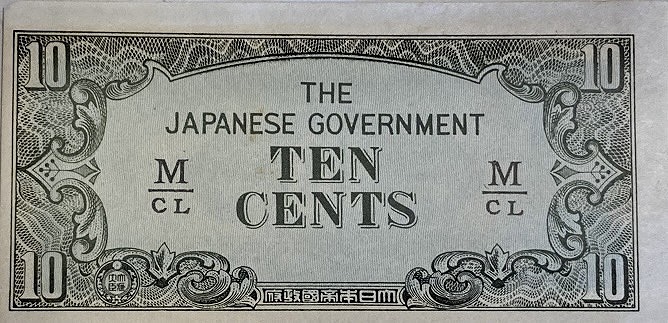 10 10
THE
JAPANESE GOVERNMENT
TEN
M M
CL CL
CENTS
10 10
大日本帝國政府